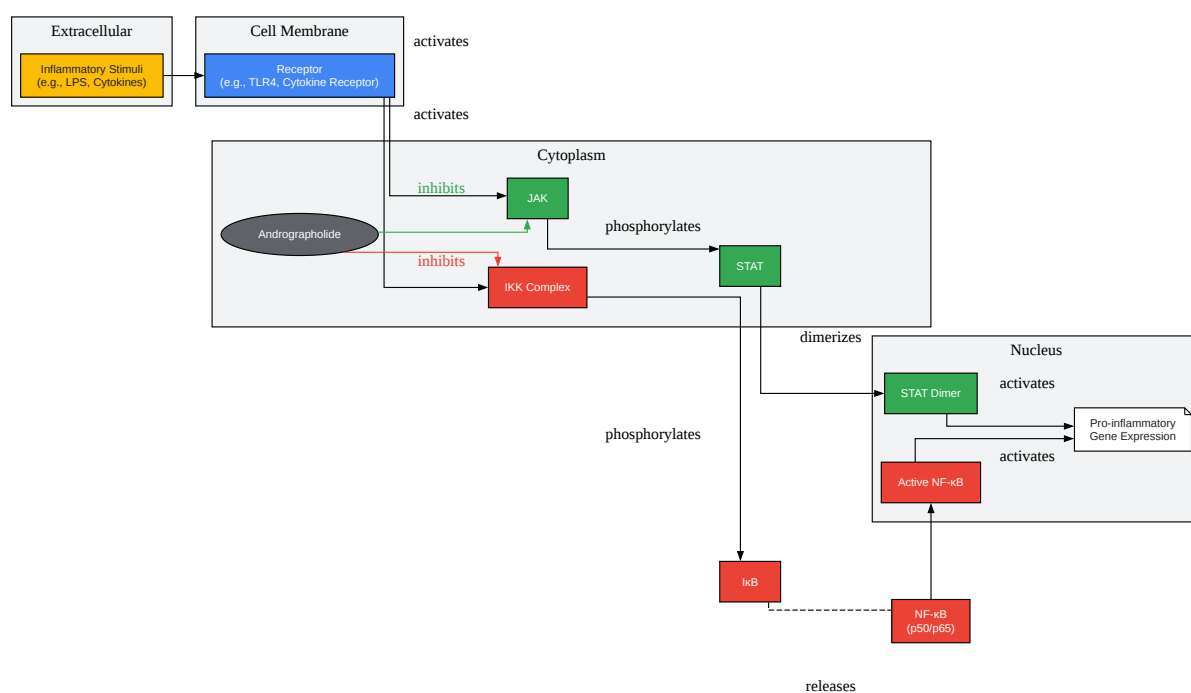 Extracellular
Inflammatory Stimuli
(e.g., LPS, Cytokines)
Cell Membrane
Receptor
(e.g., TLR4, Cytokine Receptor)
activates
activates
Cytoplasm
inhibits
JAK
Andrographolide
phosphorylates
inhibits
IKK Complex
STAT
dimerizes
Nucleus
STAT Dimer
activates
Pro-inflammatory
Gene Expression
activates
Active NF-κB
phosphorylates
IκB
NF-κB
(p50/p65)
releases